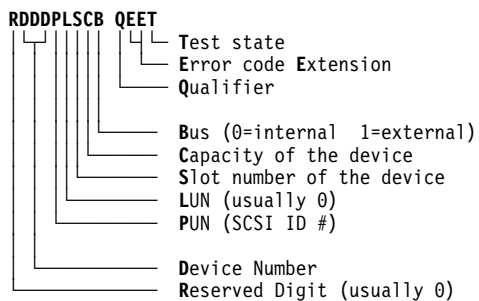 RDDDPLSCB QEET
Test state
Error code Extension
Qualifier
Bus (0=internal 1=external)
Capacity of the device
Slot number of the device
LUN (usually 0)
PUN (SCSI ID #)
Device Number
Reserved Digit (usually 0)